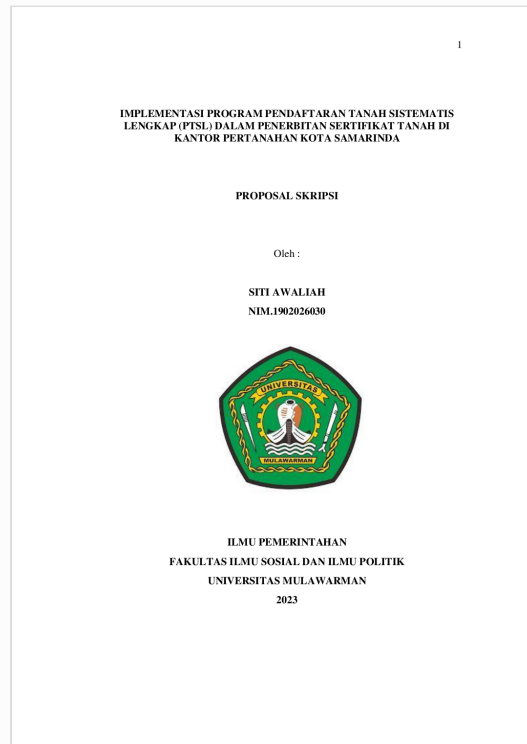 1
IMPLEMENTASI PROGRAM PENDAFTARAN TANAH SISTEMATIS
LENGKAP (PTSL) DALAM PENERBITAN SERTIFIKAT TANAH DI
KANTOR PERTANAHAN KOTA SAMARINDA
PROPOSAL SKRIPSI
Oleh :
SITI AWALIAH
NIM.1902026030
UNIVERSITAS
MULAWARMAN
ILMU PEMERINTAHAN
FAKULTAS ILMU SOSIAL DAN ILMU POLITIK
UNIVERSITAS MULAWARMAN
2023